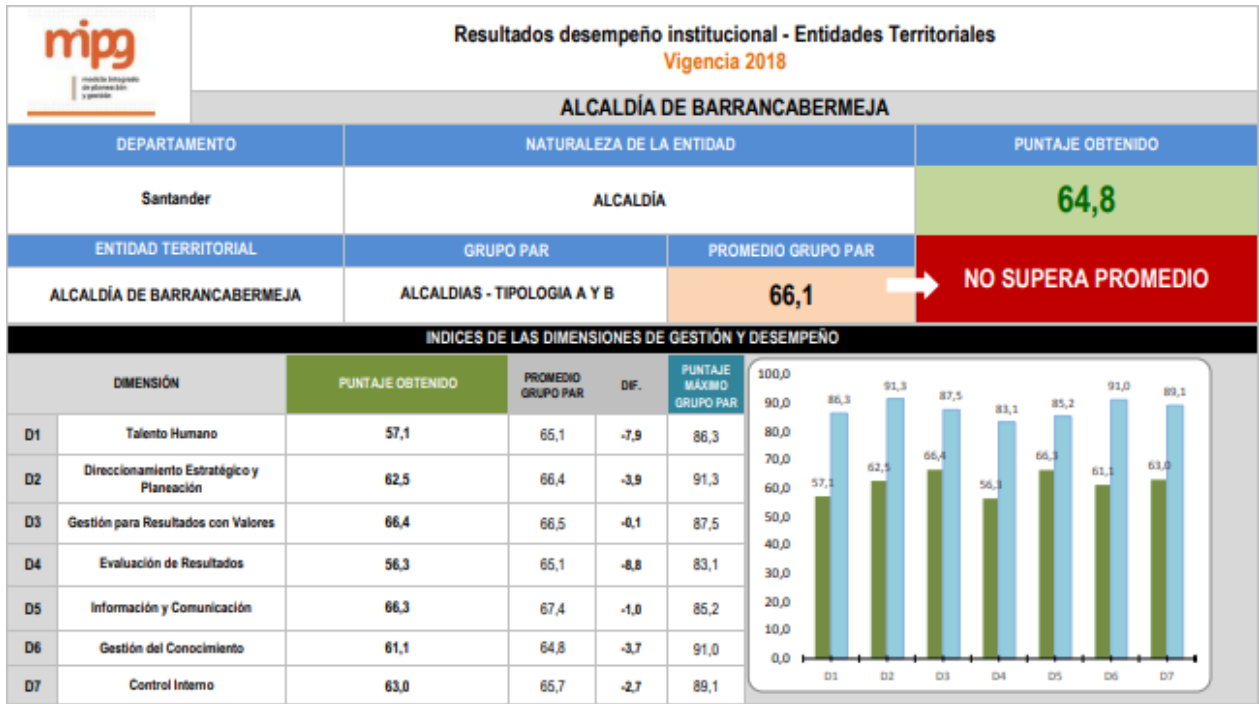 mipg
modelo integrado
de planeación
y gestión
Resultados desempeño institucional - Entidades Territoriales
Vigencia 2018
ALCALDÍA DE BARRANCABERMEJA
DEPARTAMENTO NATURALEZA DE LA ENTIDAD PUNTAJE OBTENIDO
Santander ALCALDÍA 64,8
ENTIDAD TERRITORIAL GRUPO PAR PROMEDIO GRUPO PAR
ALCALDÍA DE BARRANCABERMEJA ALCALDIAS - TIPOLOGIA A Y B 66,1 NO SUPERA PROMEDIO
INDICES DE LAS DIMENSIONES DE GESTIÓN Y DESEMPEÑO
DIMENSIÓN PUNTAJE OBTENIDO PROMEDIO GRUPO PAR DIF. PUNTAJE MÁXIMO GRUPO PAR
D1 Talento Humano 57,1 65,1 -7,9 86,3
D2 Direccionamiento Estratégico y Planeación 62,5 66,4 -3,9 91,3
D3 Gestión para Resultados con Valores 66,4 66,5 -0,1 87,5
D4 Evaluación de Resultados 56,3 65,1 -8,8 83,1
D5 Información y Comunicación 66,3 67,4 -1,0 85,2
D6 Gestión del Conocimiento 61,1 64,8 -3,7 91,0
D7 Control Interno 63,0 65,7 -2,7 89,1
100,0
90,0
80,0
70,0
60,0
50,0
40,0
30,0
20,0
10,0
0,0
57,1 86,3 62,5 91,3 66,4 87,5 56,3 83,1 66,3 85,2 61,1 91,0 63,0 89,1
D1 D2 D3 D4 D5 D6 D7